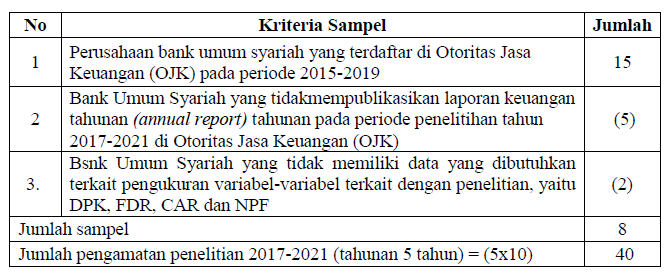 No Kriteria Sampel Jumlah
1 Perusahaan bank umum syariah yang terdaftar di Otoritas Jasa
Keuangan (OJK) pada periode 2015-2019 15
Bank Umum Syariah yang tidakmempublikasikan laporan keuangan
2 tahunan (annual report) tahunan pada periode penelitihan tahun (5)
2017-2021 di Otoritas Jasa Keuangan (OJK)
Bsnk Umum Syariah yang tidak memiliki data yang dibutuhkan
3. terkait pengukuran variabel-variabel terkait dengan penelitian, yaitu (2)
DPK, FDR, CAR dan NPF
Jumlah sampel 8
Jumlah pengamatan penelitian 2017-2021 (tahunan 5 tahun) = (5x10) 40